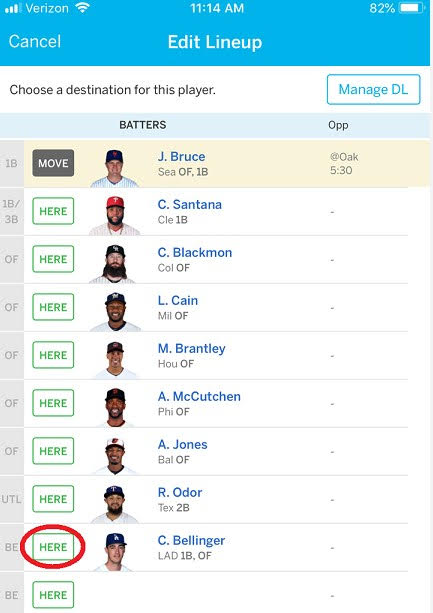 Verizon 11:14 AM 82%
Cancel Edit Lineup
Choose a destination for this player. Manage DL
BATTERS Opp
1B MOVE J. Bruce @Oak
Sea OF, 1B 5:30
1B/ HERE C. Santana -
3B Cle 1B
OF HERE C. Blackmon -
Col OF
OF HERE L. Cain -
Mil OF
OF HERE M. Brantley -
Hou OF
OF HERE A. McCutchen -
Phi OF
OF HERE A. Jones -
Bal OF
UTL HERE R. Odor -
Tex 2B
BE HERE C. Bellinger -
LAD 1B, OF
BE HERE -